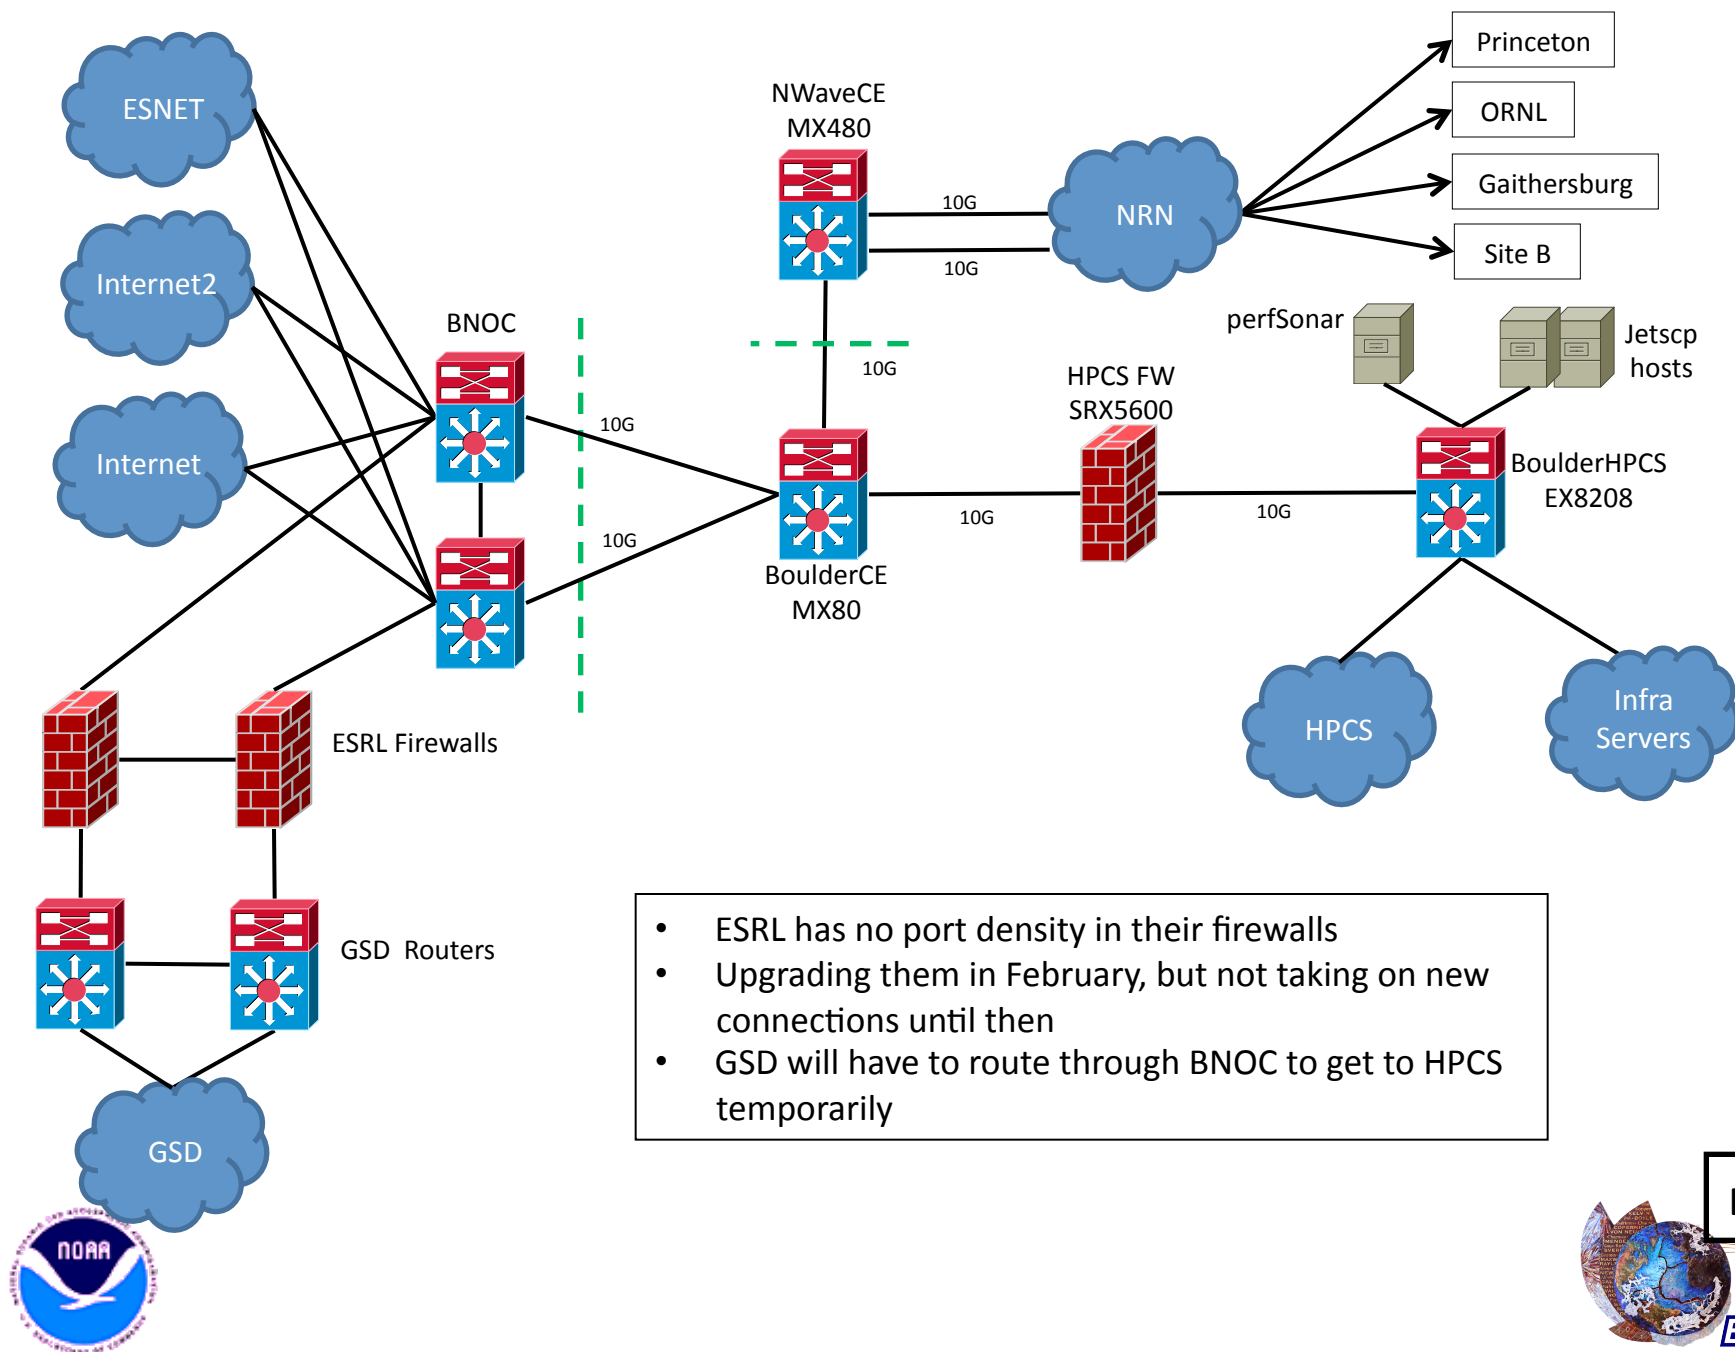 Princeton
ESNET
NWaveCE
MX480
ORNL
Gaithersburg
10G
NRN
Site B
10G
Internet2
BNOC
perfSonar
Jetscp
hosts
10G
HPCS FW
SRX5600
10G
Internet
BoulderHPCS
EX8208
10G
10G
10G
BoulderCE
MX80
Infra
Servers
HPCS
ESRL Firewalls
GSD Routers
• ESRL has no port density in their firewalls
• Upgrading them in February, but not taking on new
connections until then
• GSD will have to route through BNOC to get to HPCS
temporarily
GSD
NOAA